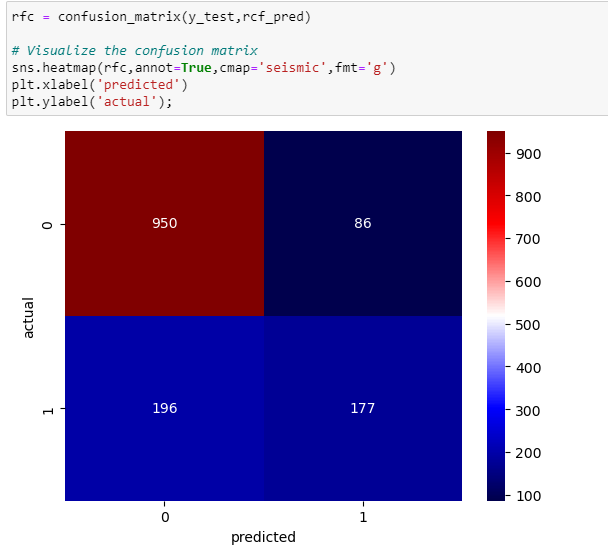 rfc = confusion_matrix(y_test,rcf_pred)
# Visualize the confusion matrix
sns.heatmap(rfc,annot=True,cmap='seismic',fmt='g')
plt.xlabel('predicted')
plt.ylabel('actual');
950 86
196 177
0
1
actual
0 1
predicted
900
800
700
600
500
400
300
200
100